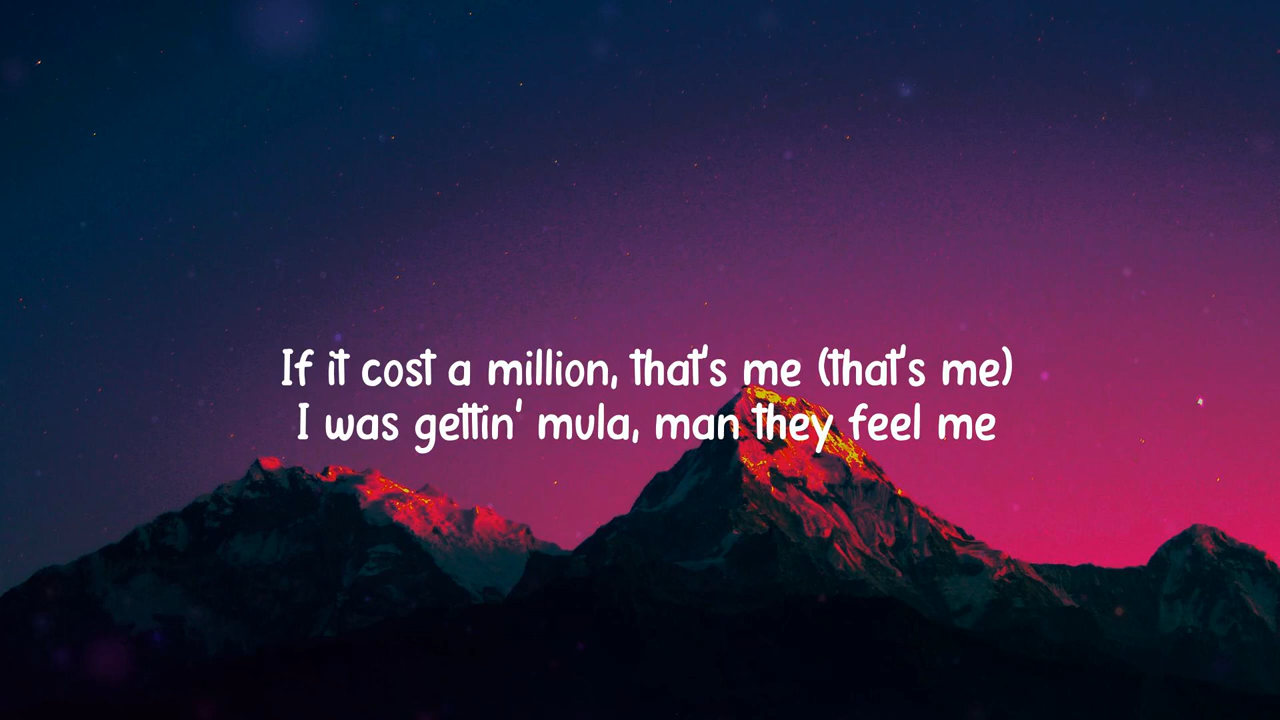 If it cost a million, that's me (that's me)
I was gettin' mula, man they feel me